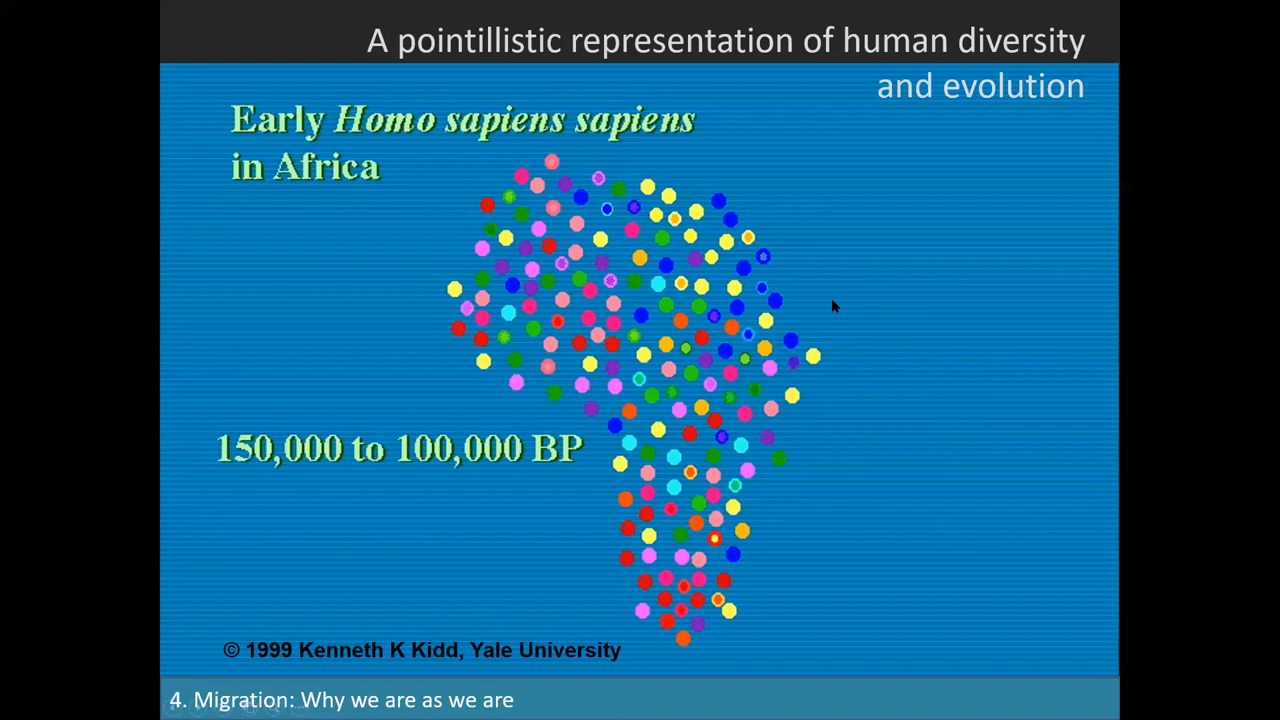 A pointillistic representation of human diversity
and evolution
Early Homo sapiens sapiens
in Africa
150,000 to 100,000 BP
© 1999 Kenneth K Kidd, Yale University
4. Migration: Why we are as we are